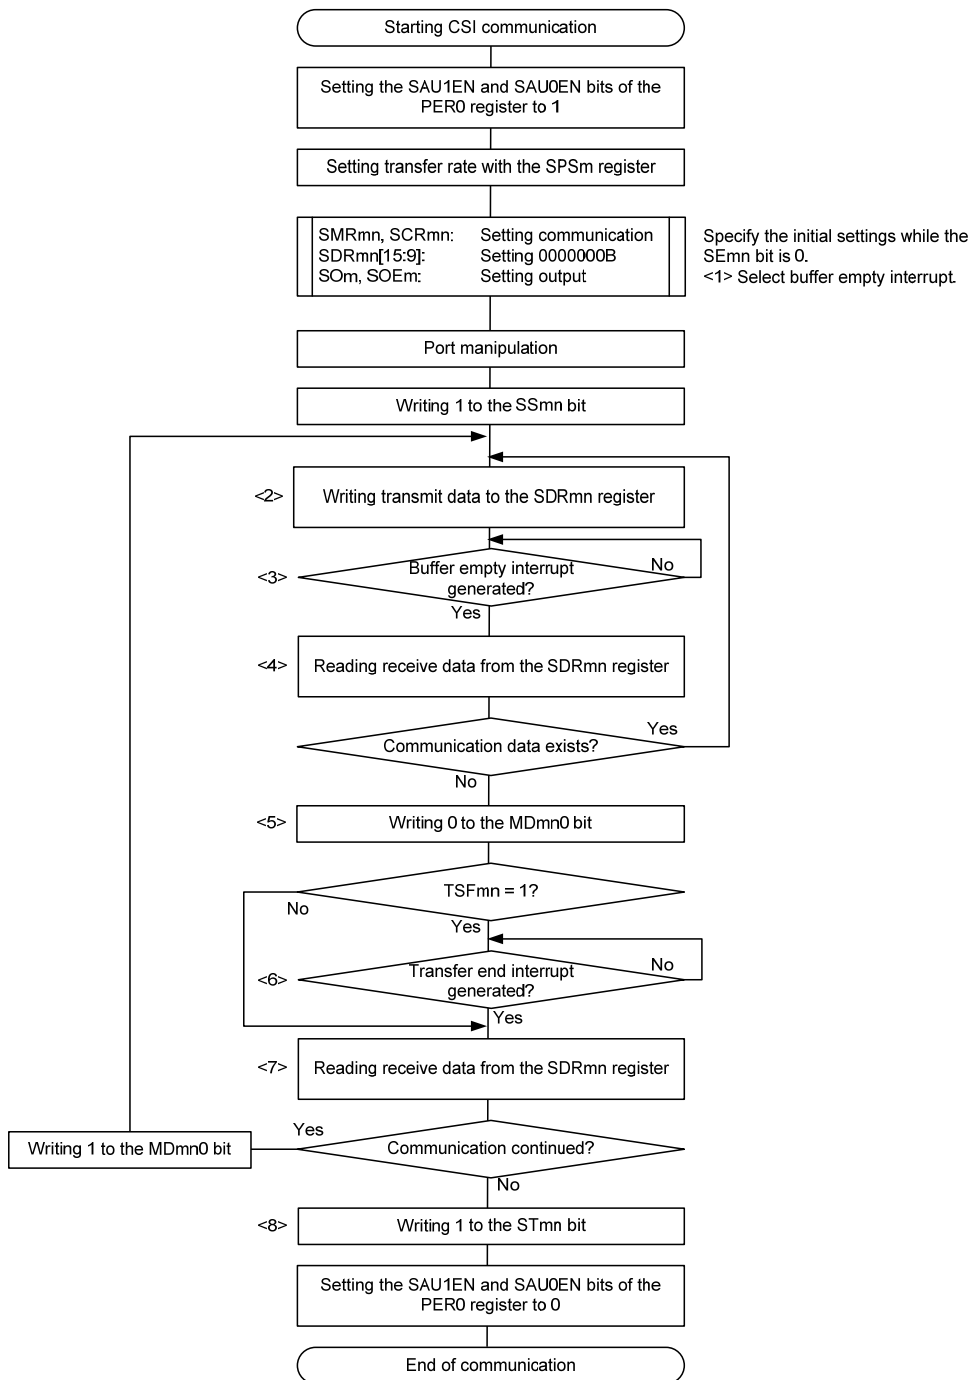 Starting CSI communication
Setting the SAU1EN and SAU0EN bits of the
PER0 register to 1
Setting transfer rate with the SPSm register
SMRmn, SCRmn: Setting communication
SDRmn[15:9]: Setting 0000000B
SOm, SOEm: Setting output
Specify the initial settings while the
SEmn bit is 0.
<1> Select buffer empty interrupt.
Port manipulation
Writing 1 to the SSmn bit
<2> Writing transmit data to the SDRmn register
<3> Buffer empty interrupt
generated?
No
Yes
<4> Reading receive data from the SDRmn register
Communication data exists?
Yes
No
<5> Writing 0 to the MDmn0 bit
TSFmn = 1?
No
Yes
<6> Transfer end interrupt
generated?
No
Yes
<7> Reading receive data from the SDRmn register
Writing 1 to the MDmn0 bit
Yes
Communication continued?
No
<8> Writing 1 to the STmn bit
Setting the SAU1EN and SAU0EN bits of the
PER0 register to 0
End of communication